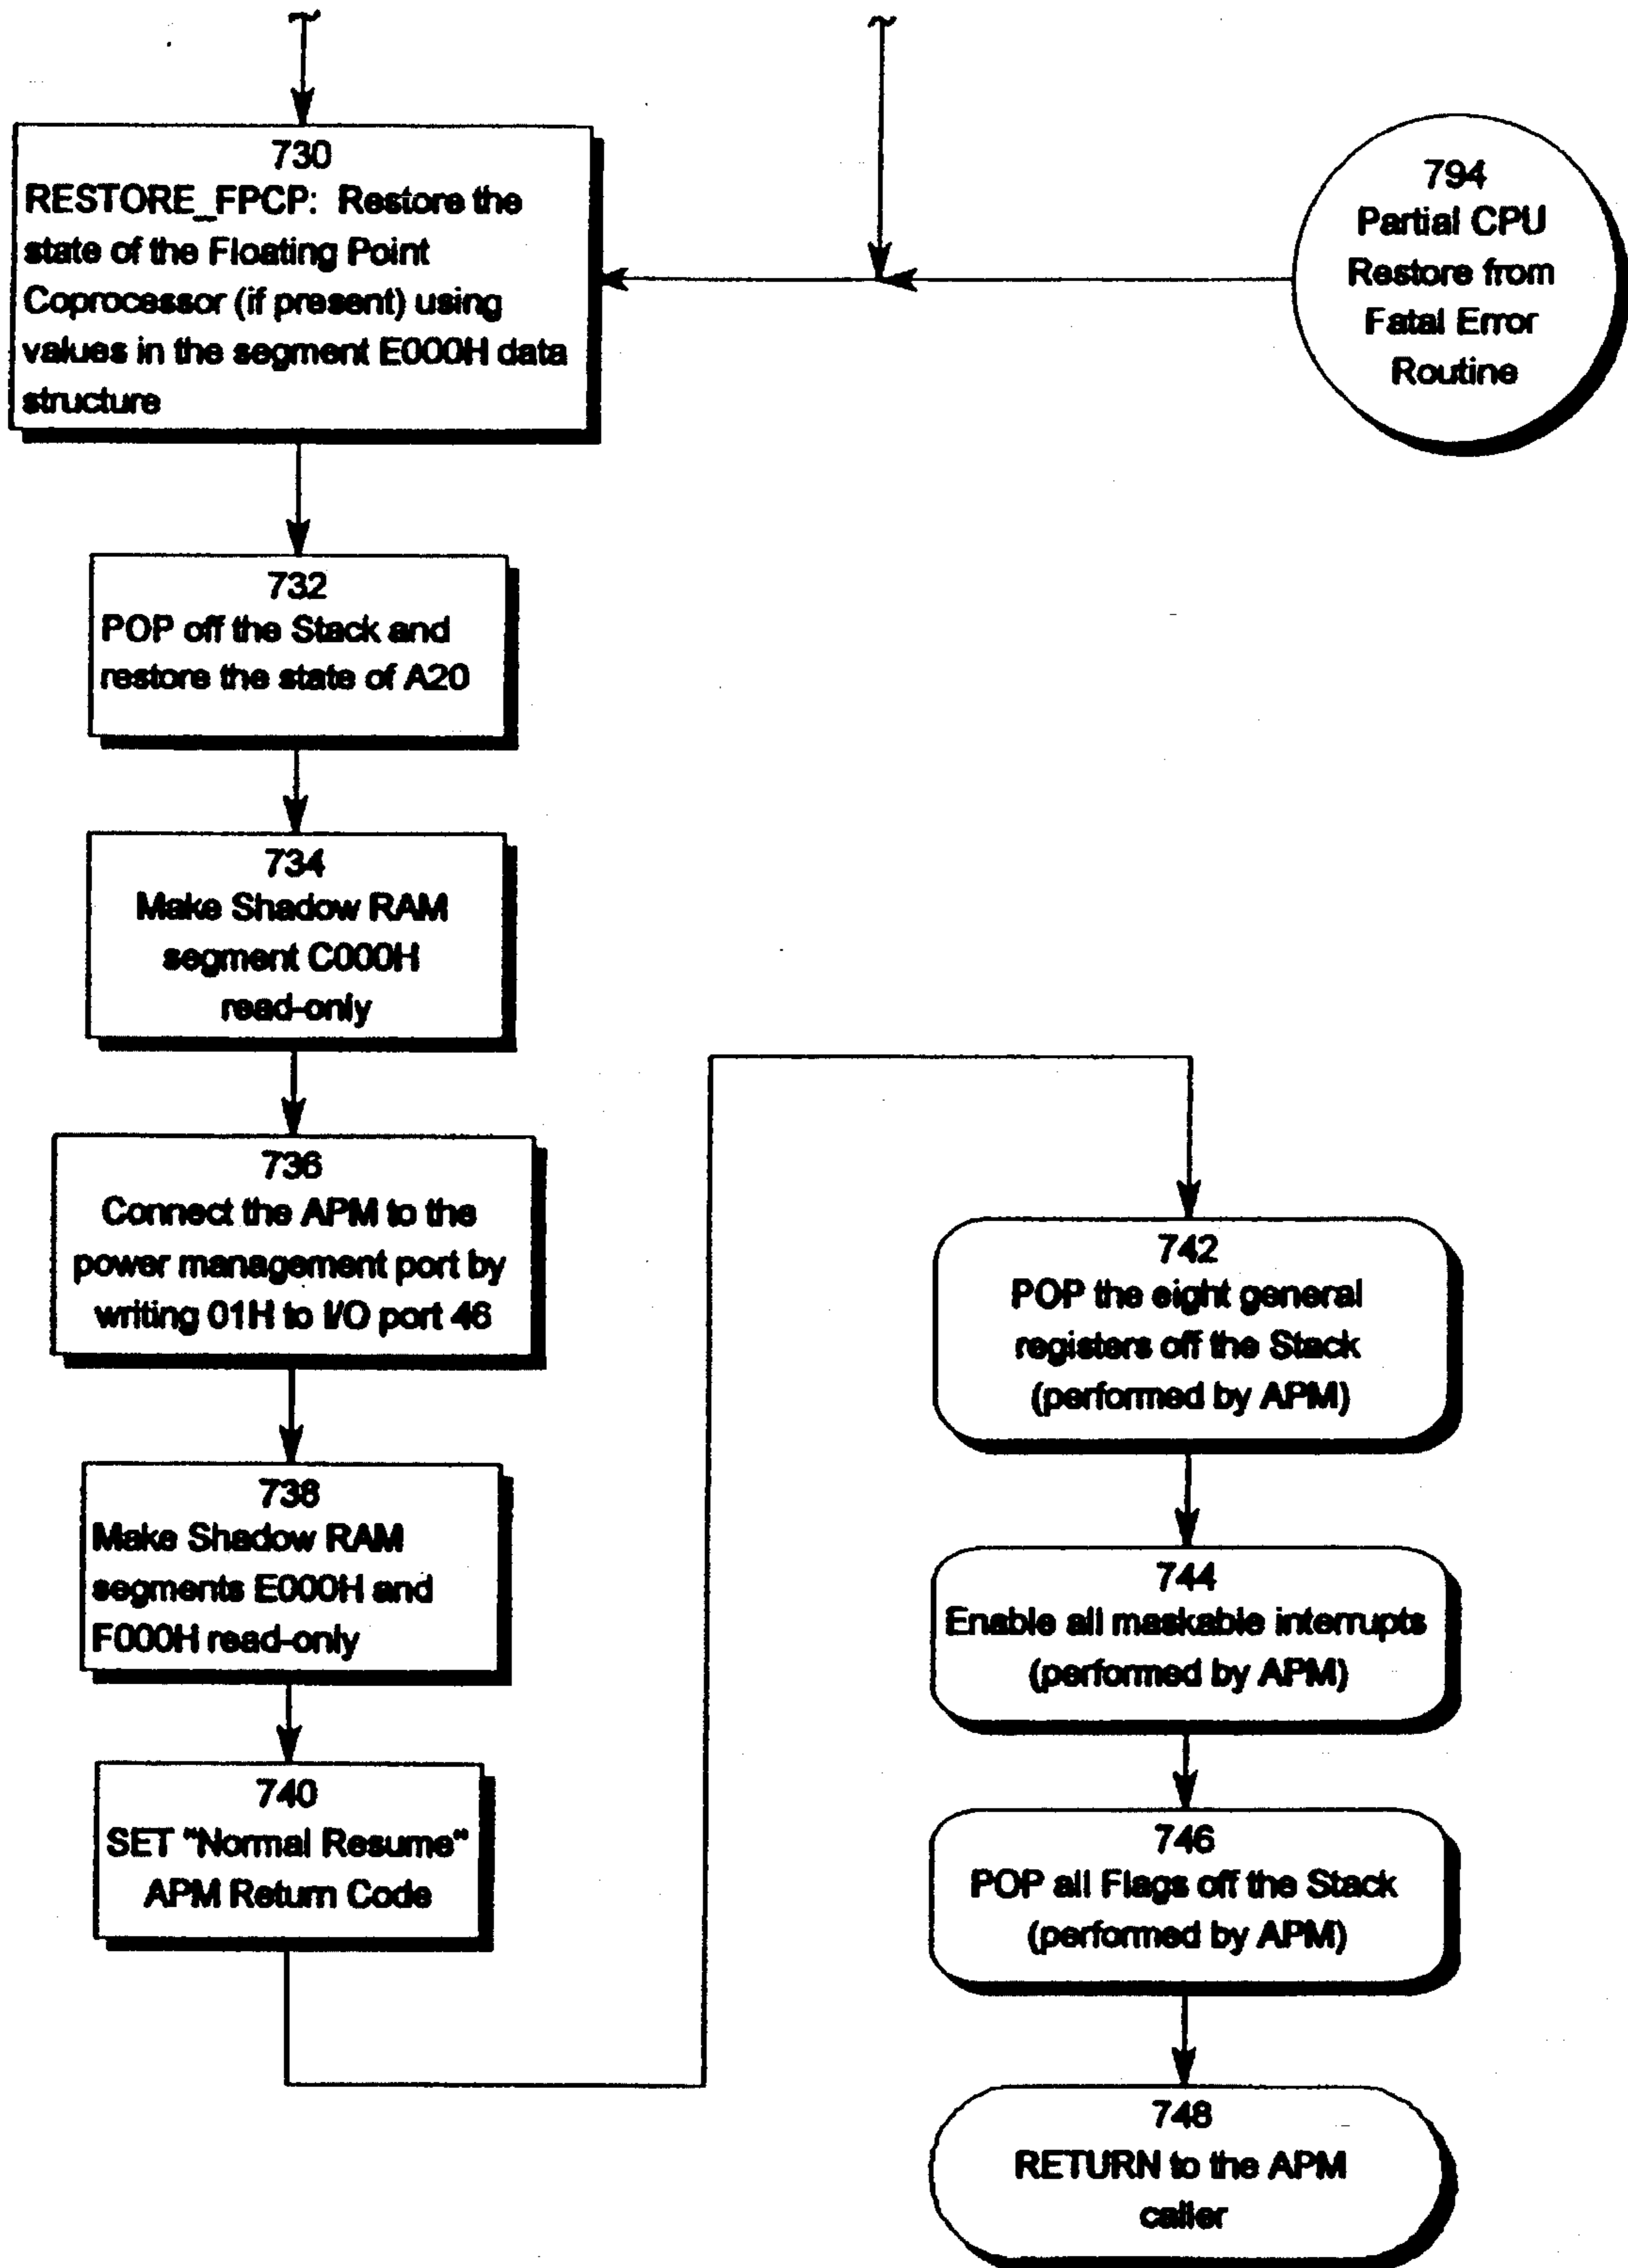 730
RESTORE_FPCP: Restore the
state of the Floating Point
Coprocessor (if present) using
values in the segment E000H data
structure
794
Partial CPU
Restore from
Fatal Error
Routine
732
POP off the Stack and
restore the state of A20
734
Make Shadow RAM
segment C000H
read-only
736
Connect the APM to the
power management port by
writing 01H to I/O port 46
738
Make Shadow RAM
segments E000H and
F000H read-only
740
SET "Normal Resume"
APM Return Code
742
POP the eight general
registers off the Stack
(performed by APM)
744
Enable all maskable interrupts
(performed by APM)
746
POP all Flags off the Stack
(performed by APM)
748
RETURN to the APM
caller